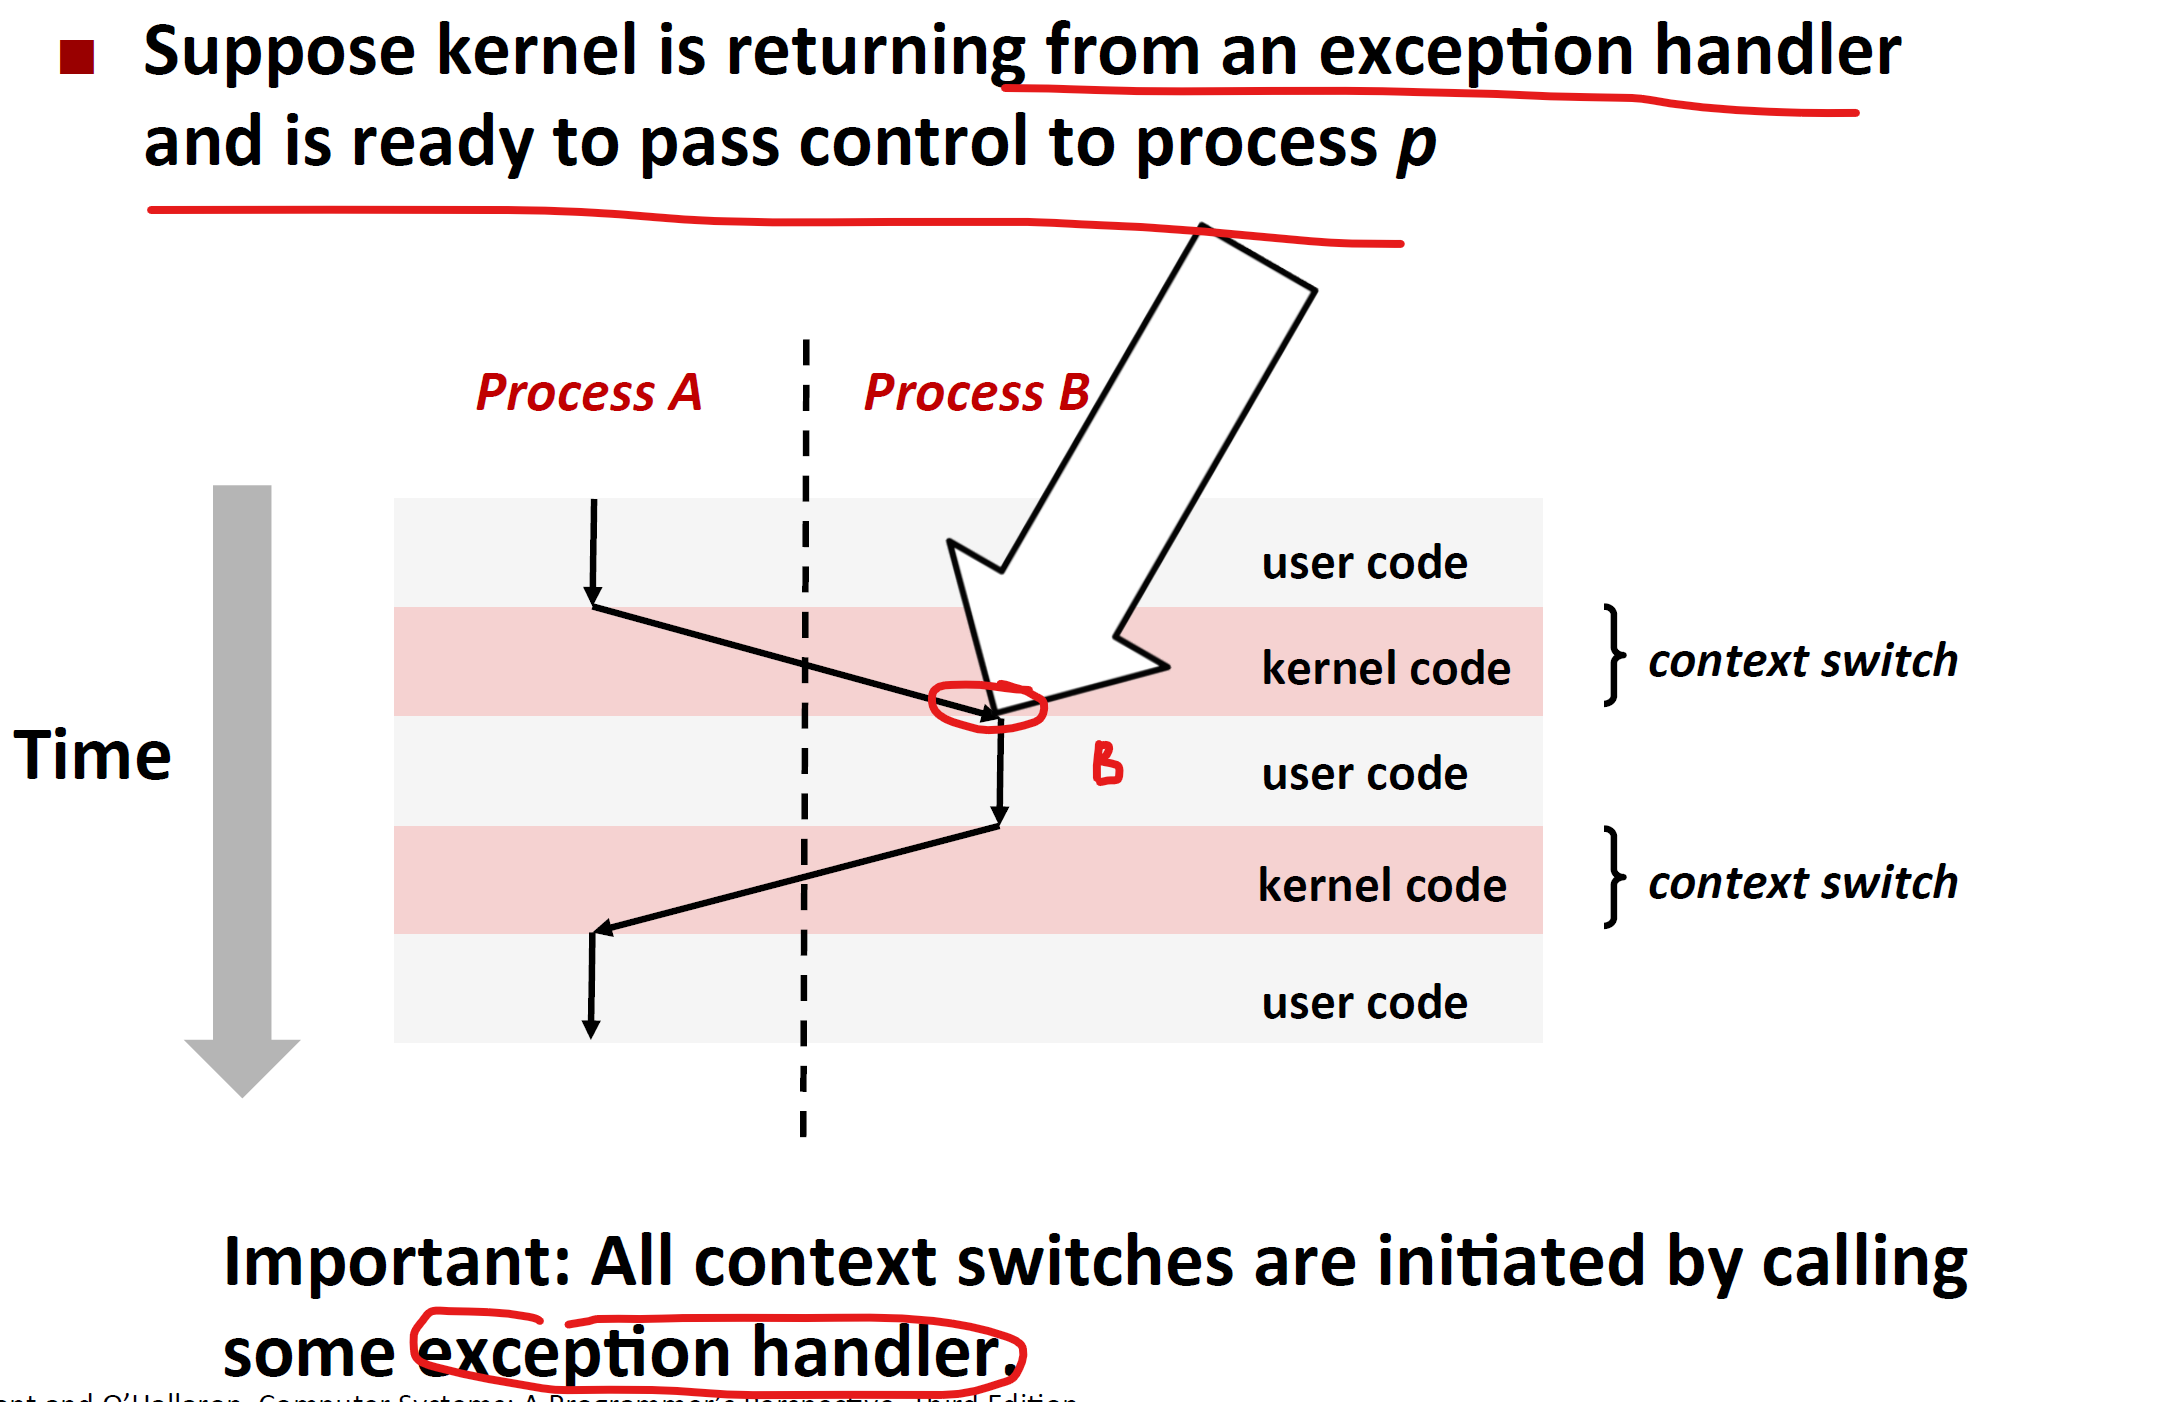 Suppose kernel is returning from an exception handler
and is ready to pass control to process p
Process A
Process B
user code
kernel code
context switch
Time
B
user code
kernel code
context switch
user code
Important: All context switches are initiated by calling
some exception handler.
and O'Hallaron, Computer Systems: A Programmer's Perspective, Third Edition